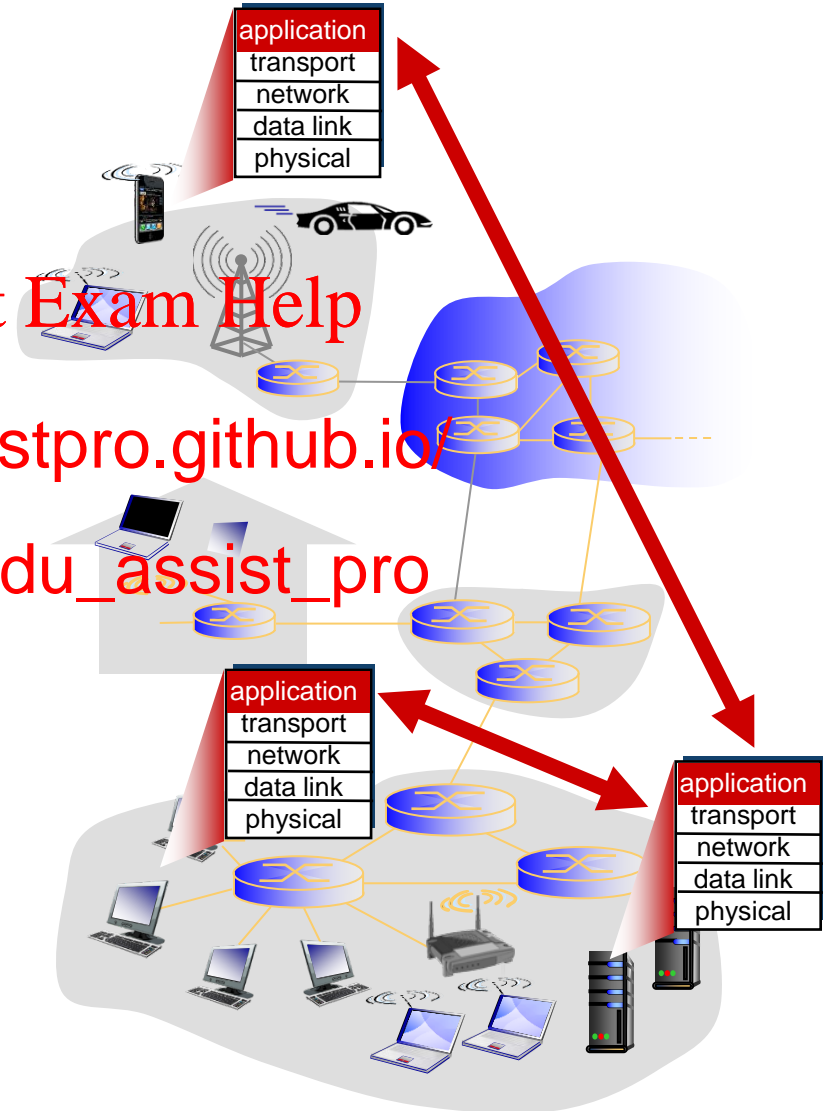 application
transport
network
data link
physical
t Exam Help
stpro.github.io/
du_assist_pro
application
transport
network
data link
physical
application
transport
network
data link
physical